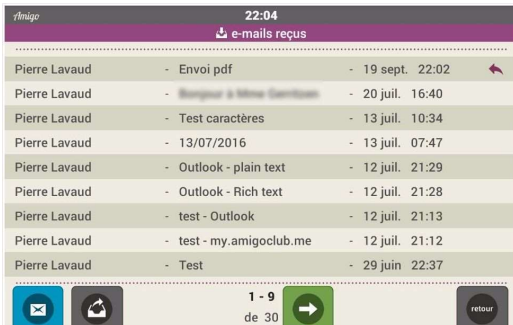 Amigo 22:04
e-mails reçus
Pierre Lavaud - Envoi pdf - 19 sept. 22:02
Pierre Lavaud - - 20 juil. 16:40
Pierre Lavaud - Test caractères - 13 juil. 10:34
Pierre Lavaud - 13/07/2016 - 13 juil. 07:47
Pierre Lavaud - Outlook - plain text - 12 juil. 21:29
Pierre Lavaud - Outlook - Rich text - 12 juil. 21:28
Pierre Lavaud - test - Outlook - 12 juil. 21:13
Pierre Lavaud - test - my.amigoclub.me - 12 juil. 21:12
Pierre Lavaud - Test - 29 juin 22:37
1 - 9
de 30
retour